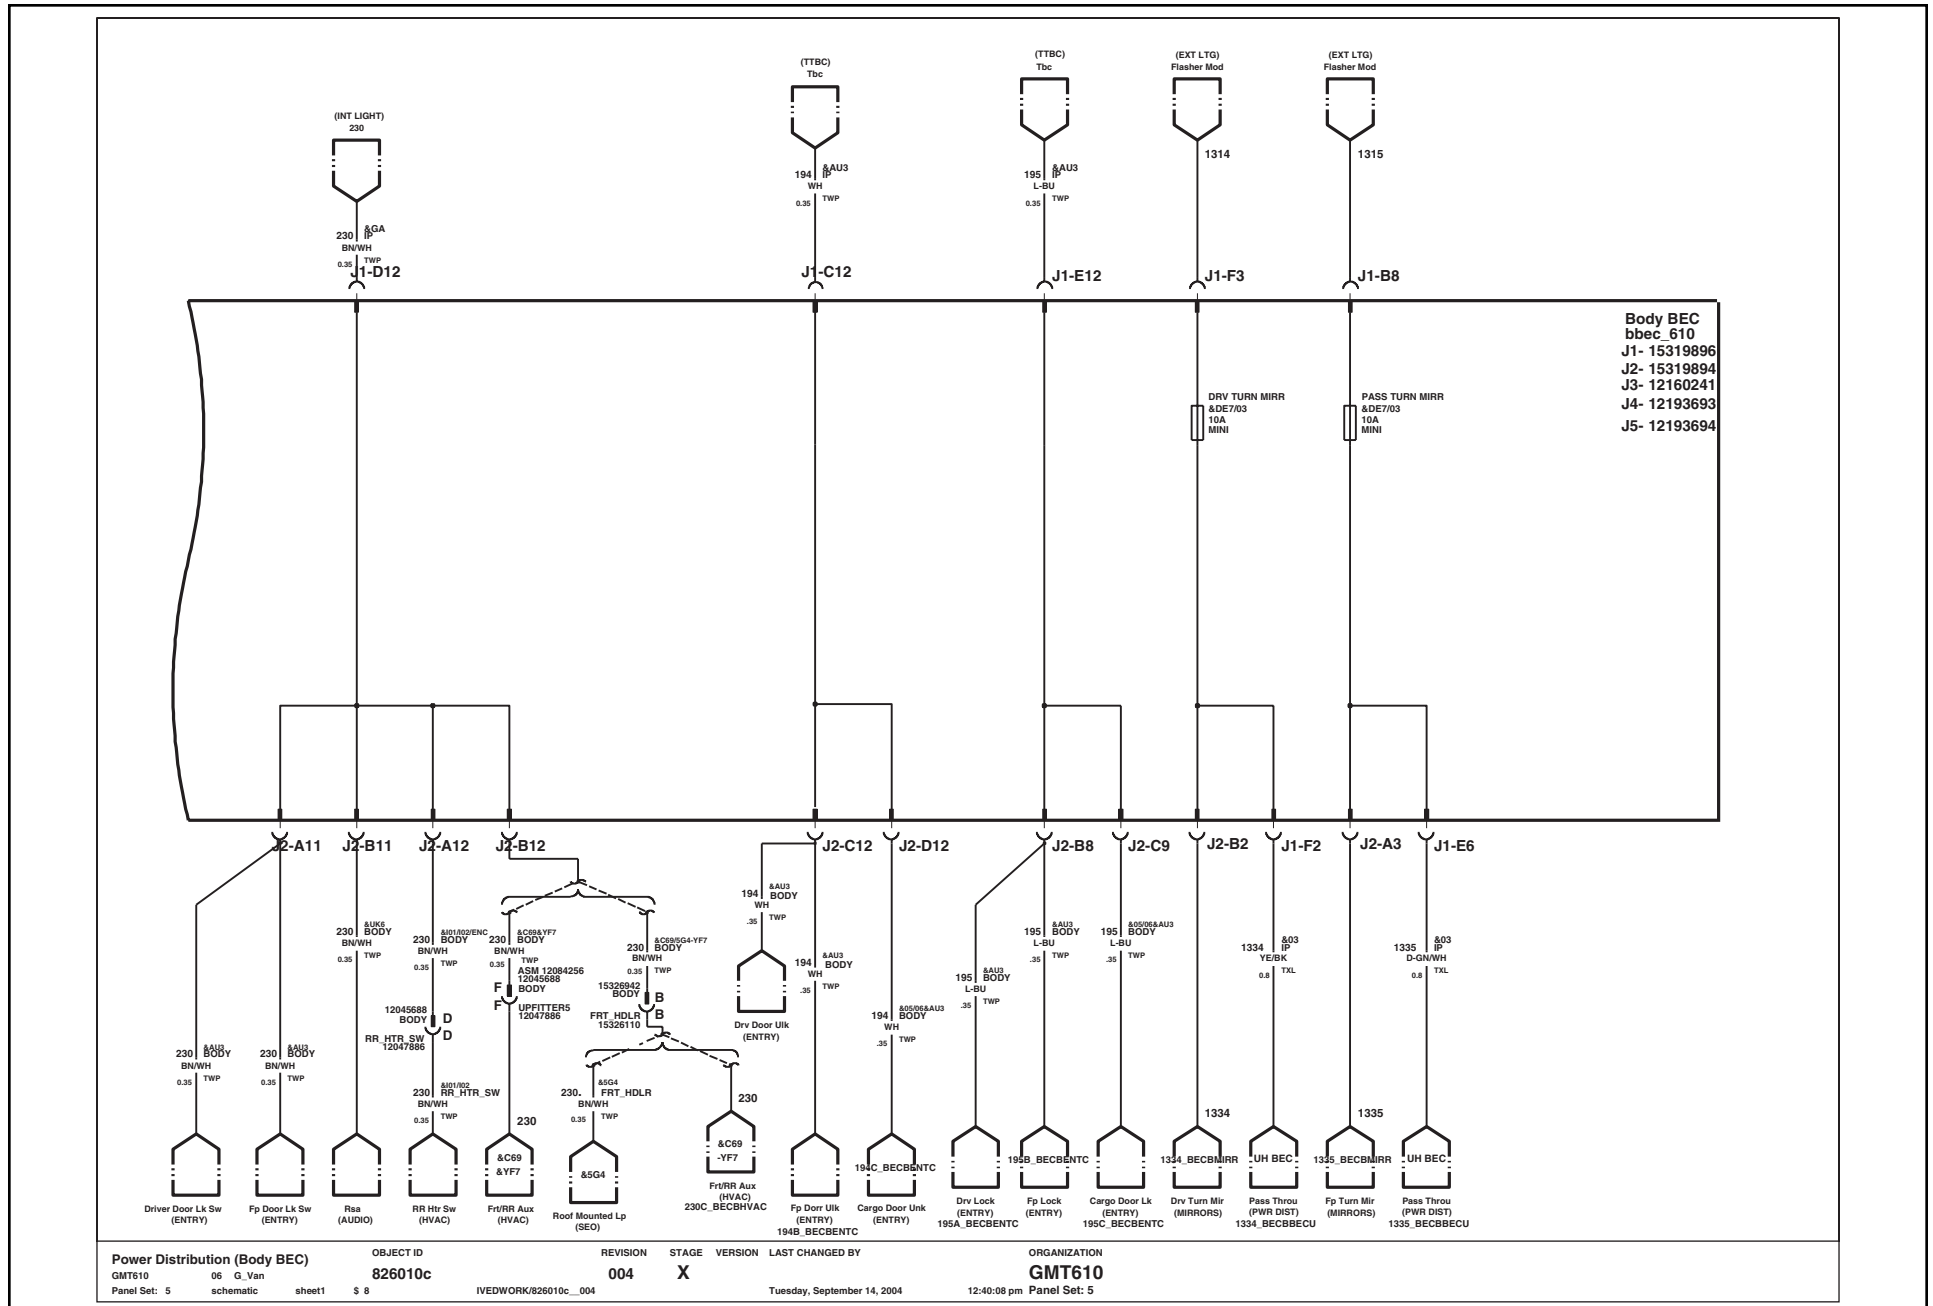 (INT LIGHT)
230
230
&GA
IP
BN/WH
0.35
TWP
J1-D12
(TTBC)
Tbc
194
&AU3
IP
WH
0.35
TWP
J1-C12
(TTBC)
Tbc
195
&AU3
IP
L-BU
0.35
TWP
J1-E12
(EXT LTG)
Flasher Mod
1314
J1-F3
(EXT LTG)
Flasher Mod
1315
J1-B8
Body BEC
bbec_610
J1- 15319896
J2- 15319894
J3- 12160241
J4- 12193693
J5- 12193694
DRV TURN MIRR
&DE7/03
10A
MINI
PASS TURN MIRR
&DE7/03
10A
MINI
J2-A11
J2-B11
J2-A12
J2-B12
J2-C12
J2-D12
J2-B8
J2-C9
J2-B2
J1-F2
J2-A3
J1-E6
230
&AU3
BODY
BN/WH
0.35
TWP
Driver Door Lk Sw
(ENTRY)
230
&AU3
BODY
BN/WH
0.35
TWP
Fp Door Lk Sw
(ENTRY)
230
&UK6
BODY
BN/WH
0.35
TWP
Rsa
(AUDIO)
230
&I01/I02/ENC
BODY
BN/WH
0.35
TWP
12045688
BODY
D
D
RR_HTR_SW
12047886
230
&I01/I02
RR_HTR_SW
BN/WH
0.35
TWP
RR Htr Sw
(HVAC)
230
&C69&YF7
BODY
BN/WH
0.35
TWP
ASM 12084256
12045688
BODY
F
F
UPFITTER5
12047886
230
&C69
&YF7
Frt/RR Aux
(HVAC)
230
&C69/5G4-YF7
BODY
BN/WH
0.35
TWP
15326942
BODY
B
B
FRT_HDLR
15326110
230.
&5G4
FRT_HDLR
BN/WH
0.35
TWP
&5G4
Roof Mounted Lp
(SEO)
230
&C69
-YF7
Frt/RR Aux
(HVAC)
230C_BECBHVAC
194
&AU3
BODY
WH
.35
TWP
Drv Door Ulk
(ENTRY)
194
&AU3
BODY
WH
.35
TWP
Fp Dorr Ulk
(ENTRY)
194B_BECBENTC
194
&05/06&AU3
BODY
WH
.35
TWP
194C_BECBENTC
Cargo Door Unk
(ENTRY)
195
&AU3
BODY
L-BU
.35
TWP
Drv Lock
(ENTRY)
195A_BECBENTC
195
&AU3
BODY
L-BU
.35
TWP
195B_BECBENTC
Fp Lock
(ENTRY)
195
&05/06&AU3
BODY
L-BU
.35
TWP
Cargo Door Lk
(ENTRY)
195C_BECBENTC
1334
1334_BECBMIRR
Drv Turn Mir
(MIRRORS)
1334
&03
IP
YE/BK
0.8
TXL
UH BEC
Pass Throu
(PWR DIST)
1334_BECBBECU
1335
1335_BECBMIRR
Fp Turn Mir
(MIRRORS)
1335
&03
IP
D-GN/WH
0.8
TXL
UH BEC
Pass Throu
(PWR DIST)
1335_BECBBECU
Power Distribution (Body BEC)
OBJECT ID
REVISION
STAGE
VERSION
LAST CHANGED BY
ORGANIZATION
GMT610
06
G_Van
826010c
004
X
GMT610
Panel Set: 5
schematic
sheet1
$ 8
IVEDWORK/826010c__004
Tuesday, September 14, 2004
12:40:08 pm
Panel Set: 5